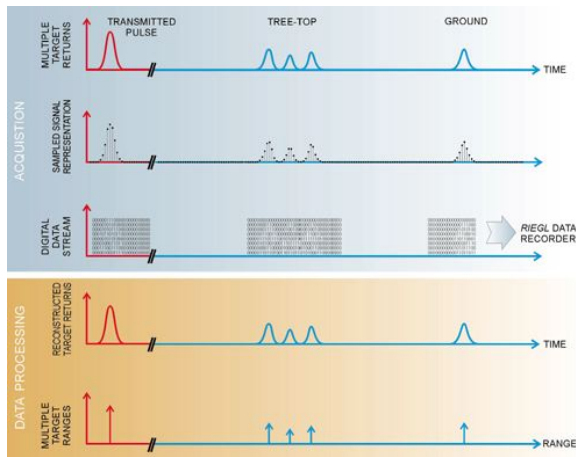 TRANSMITTED
PULSE
TREE-TOP
GROUND
MULTIPLE
TARGET
RETURNS
TIME
ACQUISTION
SAMPLED SIGNAL
REPRESENTATION
DIGITAL
DATA
STREAM
RIEGL DATA
RECORDER
DATA PROCESSING
RECONSTRUCTED
TARGET RETURNS
TIME
MULTIPLE
TARGET
RANGES
RANGE